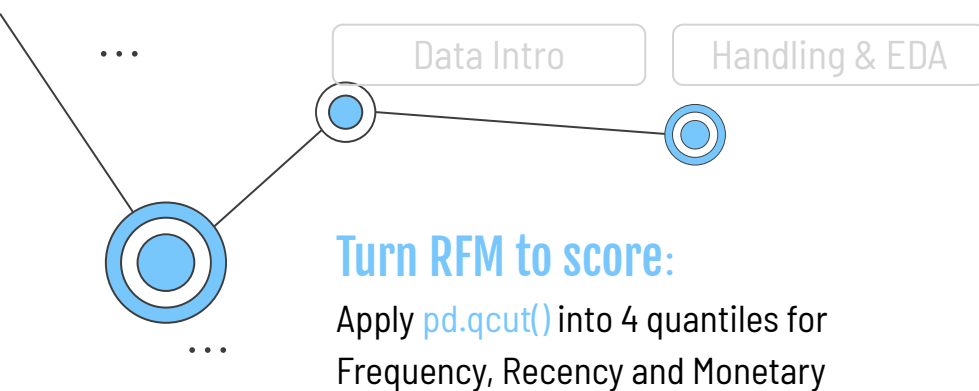 Data Intro
Handling & EDA
Turn RFM to score:
Apply pd.qcut() into 4 quantiles for
Frequency, Recency and Monetary